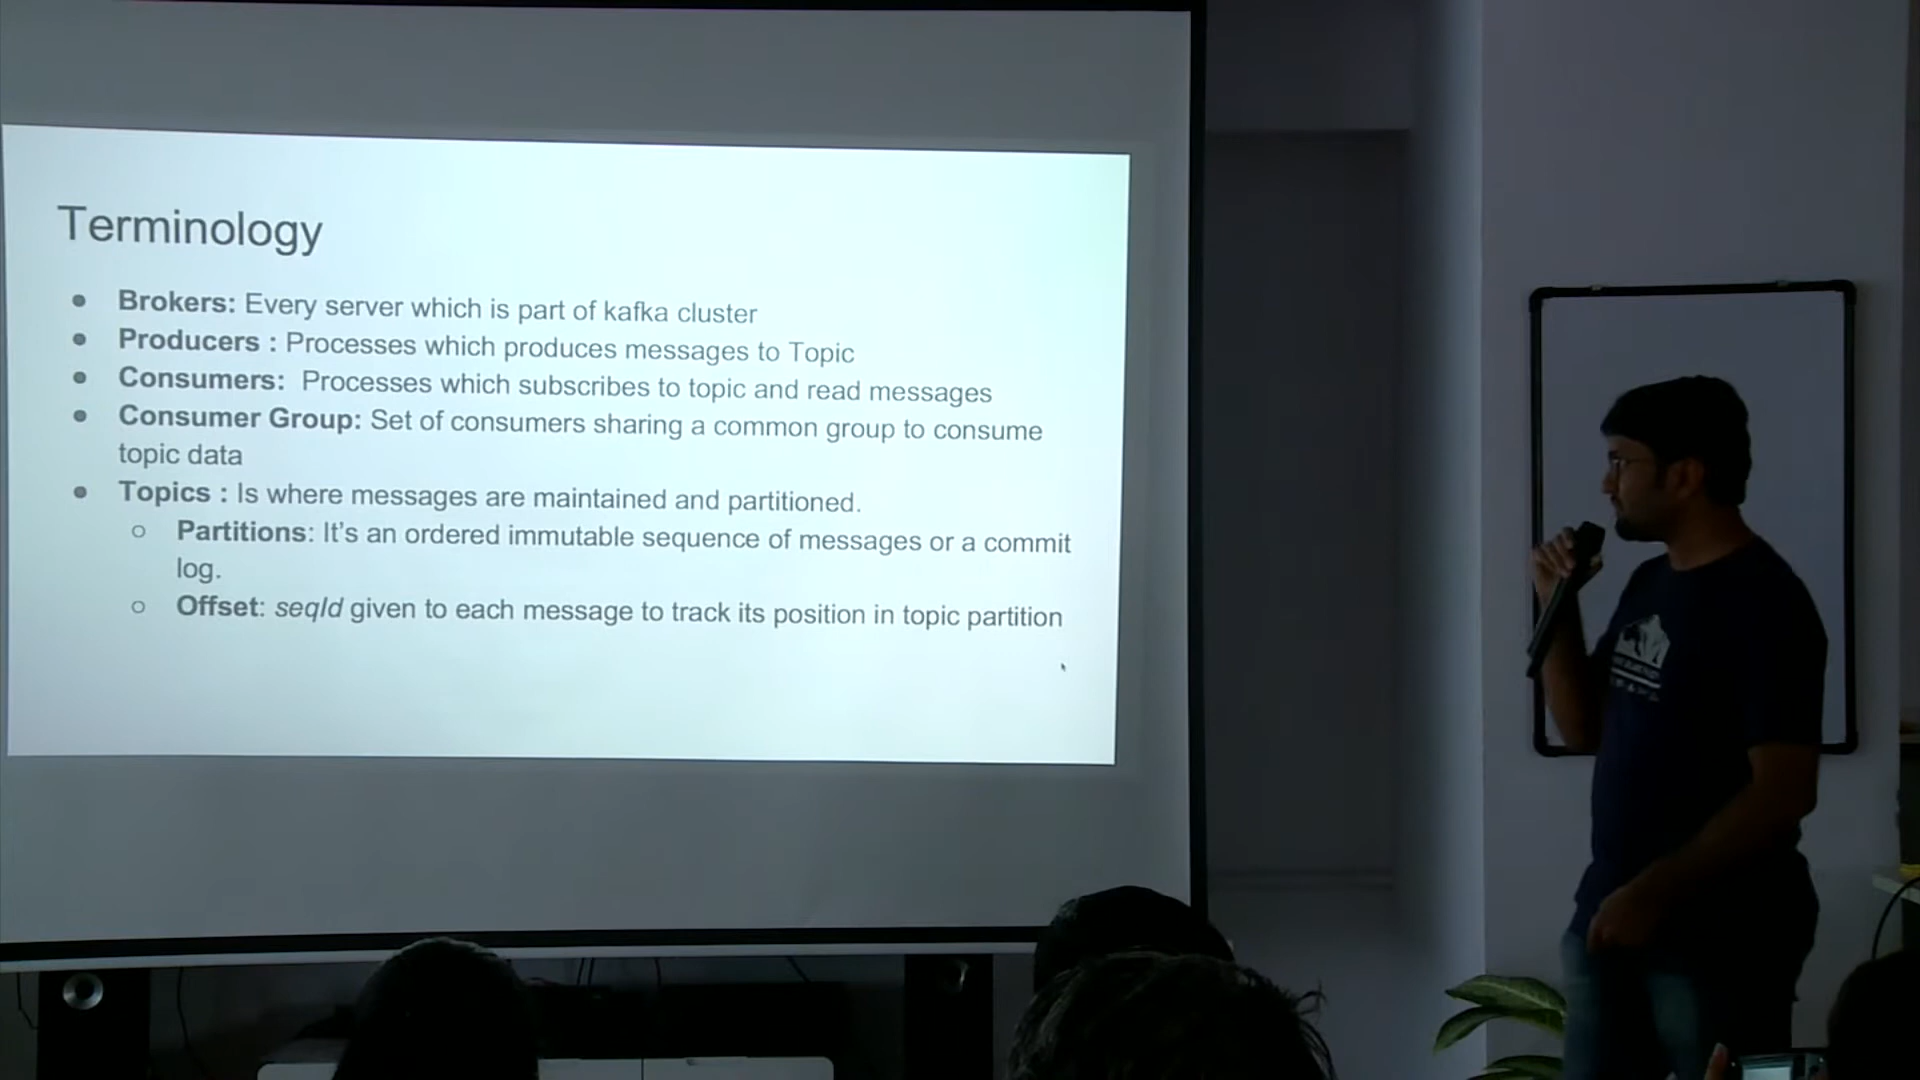 Terminology
● Brokers: Every server which is part of kafka cluster
● Producers : Processes which produces messages to Topic
● Consumers: Processes which subscribes to topic and read messages
● Consumer Group: Set of consumers sharing a common group to consume
topic data
● Topics : Is where messages are maintained and partitioned.
○ Partitions: It's an ordered immutable sequence of messages or a commit
log.
○ Offset: seqId given to each message to track its position in topic partition